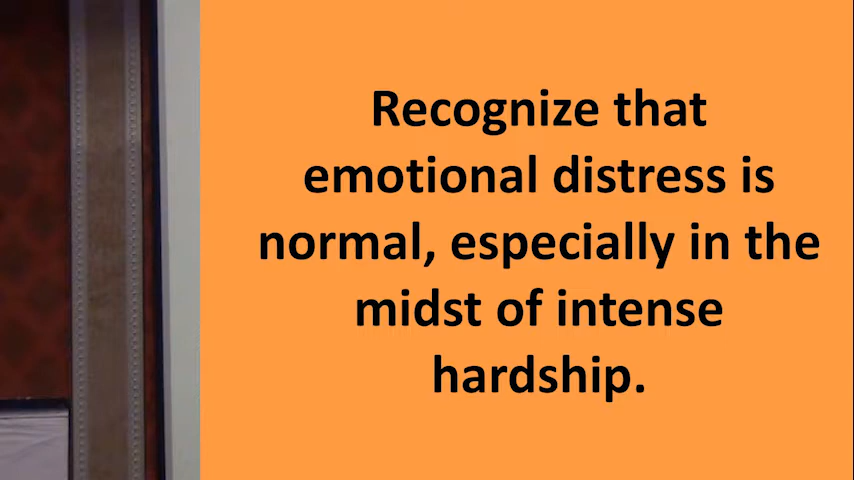 Recognize that
emotional distress is
normal, especially in the
midst of intense
hardship.